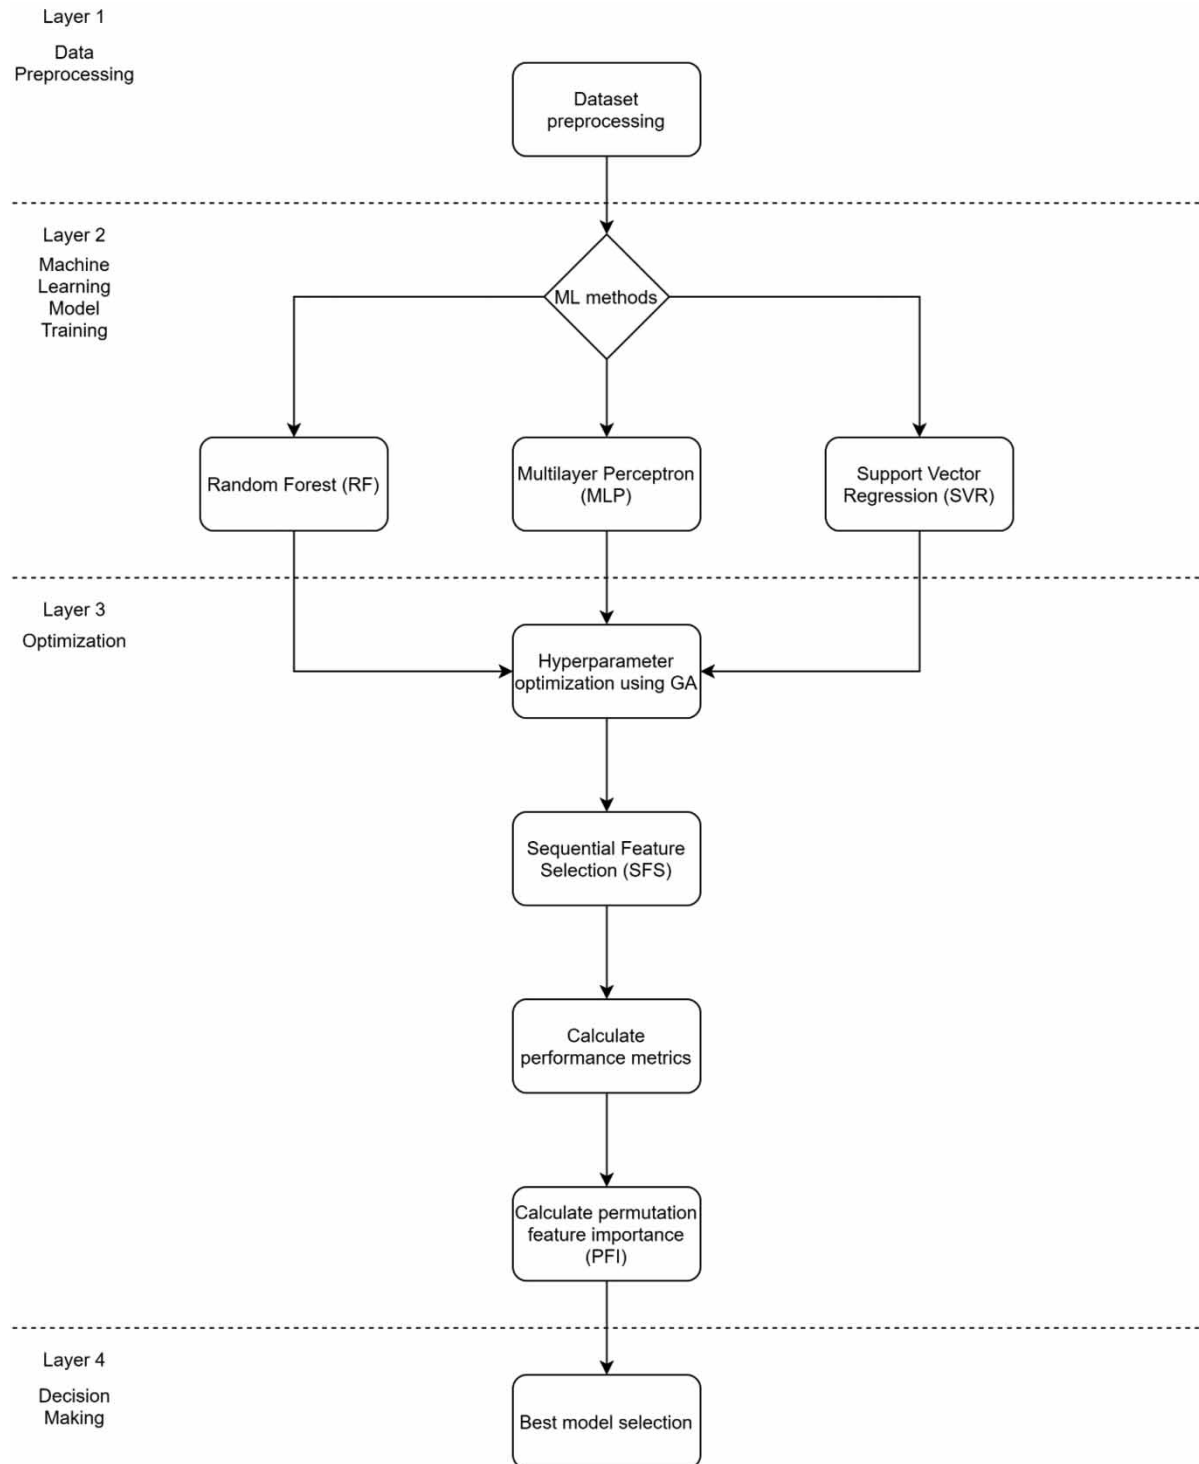 Layer 1
Data
Preprocessing
Dataset
preprocessing
Layer 2
Machine
Learning
Model
Training
ML methods
Random Forest (RF)
Multilayer Perceptron
(MLP)
Support Vector
Regression (SVR)
Layer 3
Optimization
Hyperparameter
optimization using GA
Sequential Feature
Selection (SFS)
Calculate
performance metrics
Calculate permutation
feature importance
(PFI)
Layer 4
Decision
Making
Best model selection